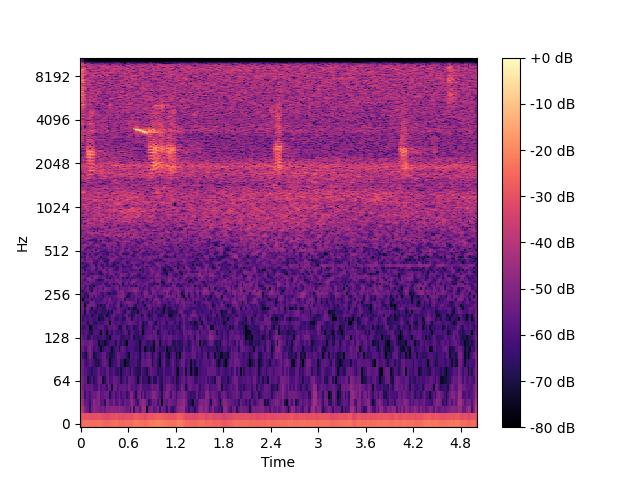 8192
4096
2048
1024
512
256
128
64
0
Hz
0 0.6 1.2 1.8 2.4 3 3.6 4.2 4.8
Time
+0 dB
-10 dB
-20 dB
-30 dB
-40 dB
-50 dB
-60 dB
-70 dB
-80 dB